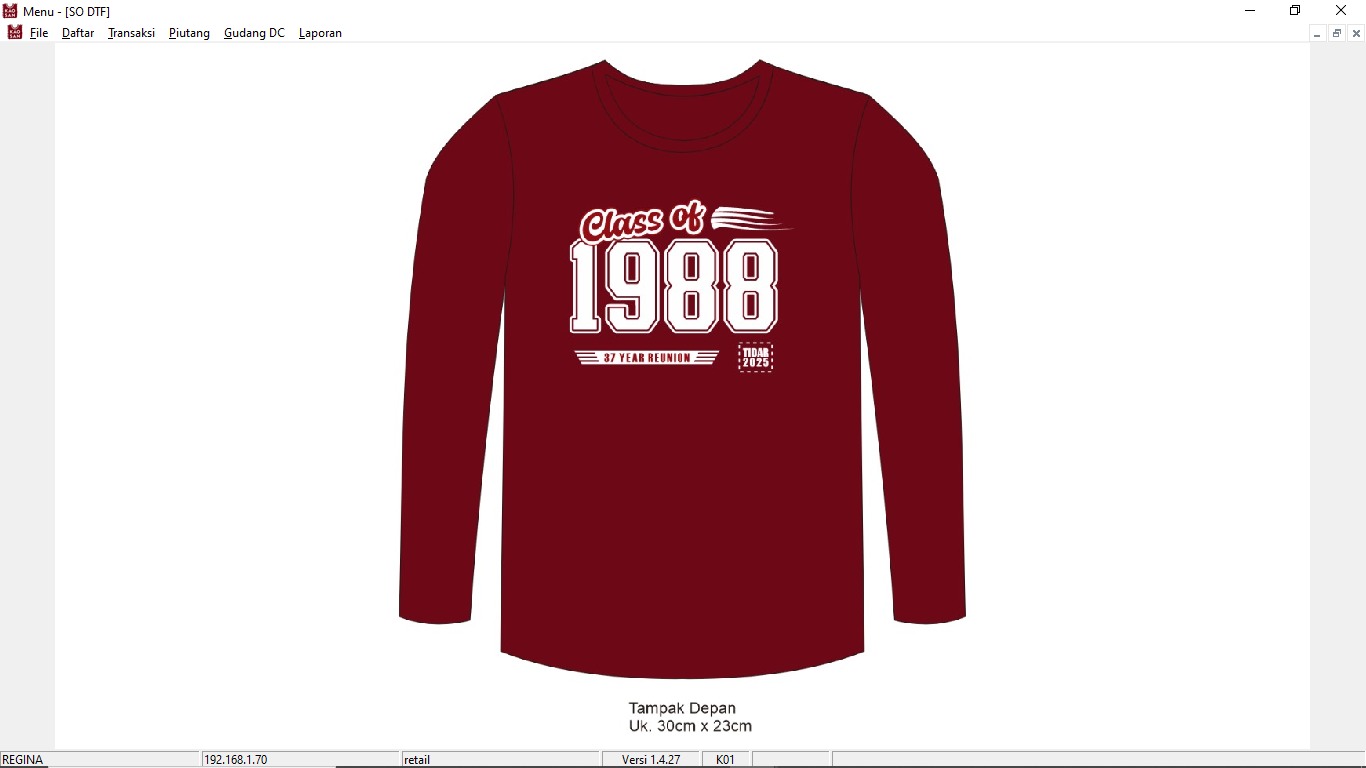 Menu - [SO DTF]
File Daftar Transaksi Piutang Gudang DC Laporan
Class of
1988
37 YEAR REUNION
TIDAR
2025
Tampak Depan
Uk. 30cm x 23cm
REGINA 192.168.1.70 retail Versi 1.4.27 K01